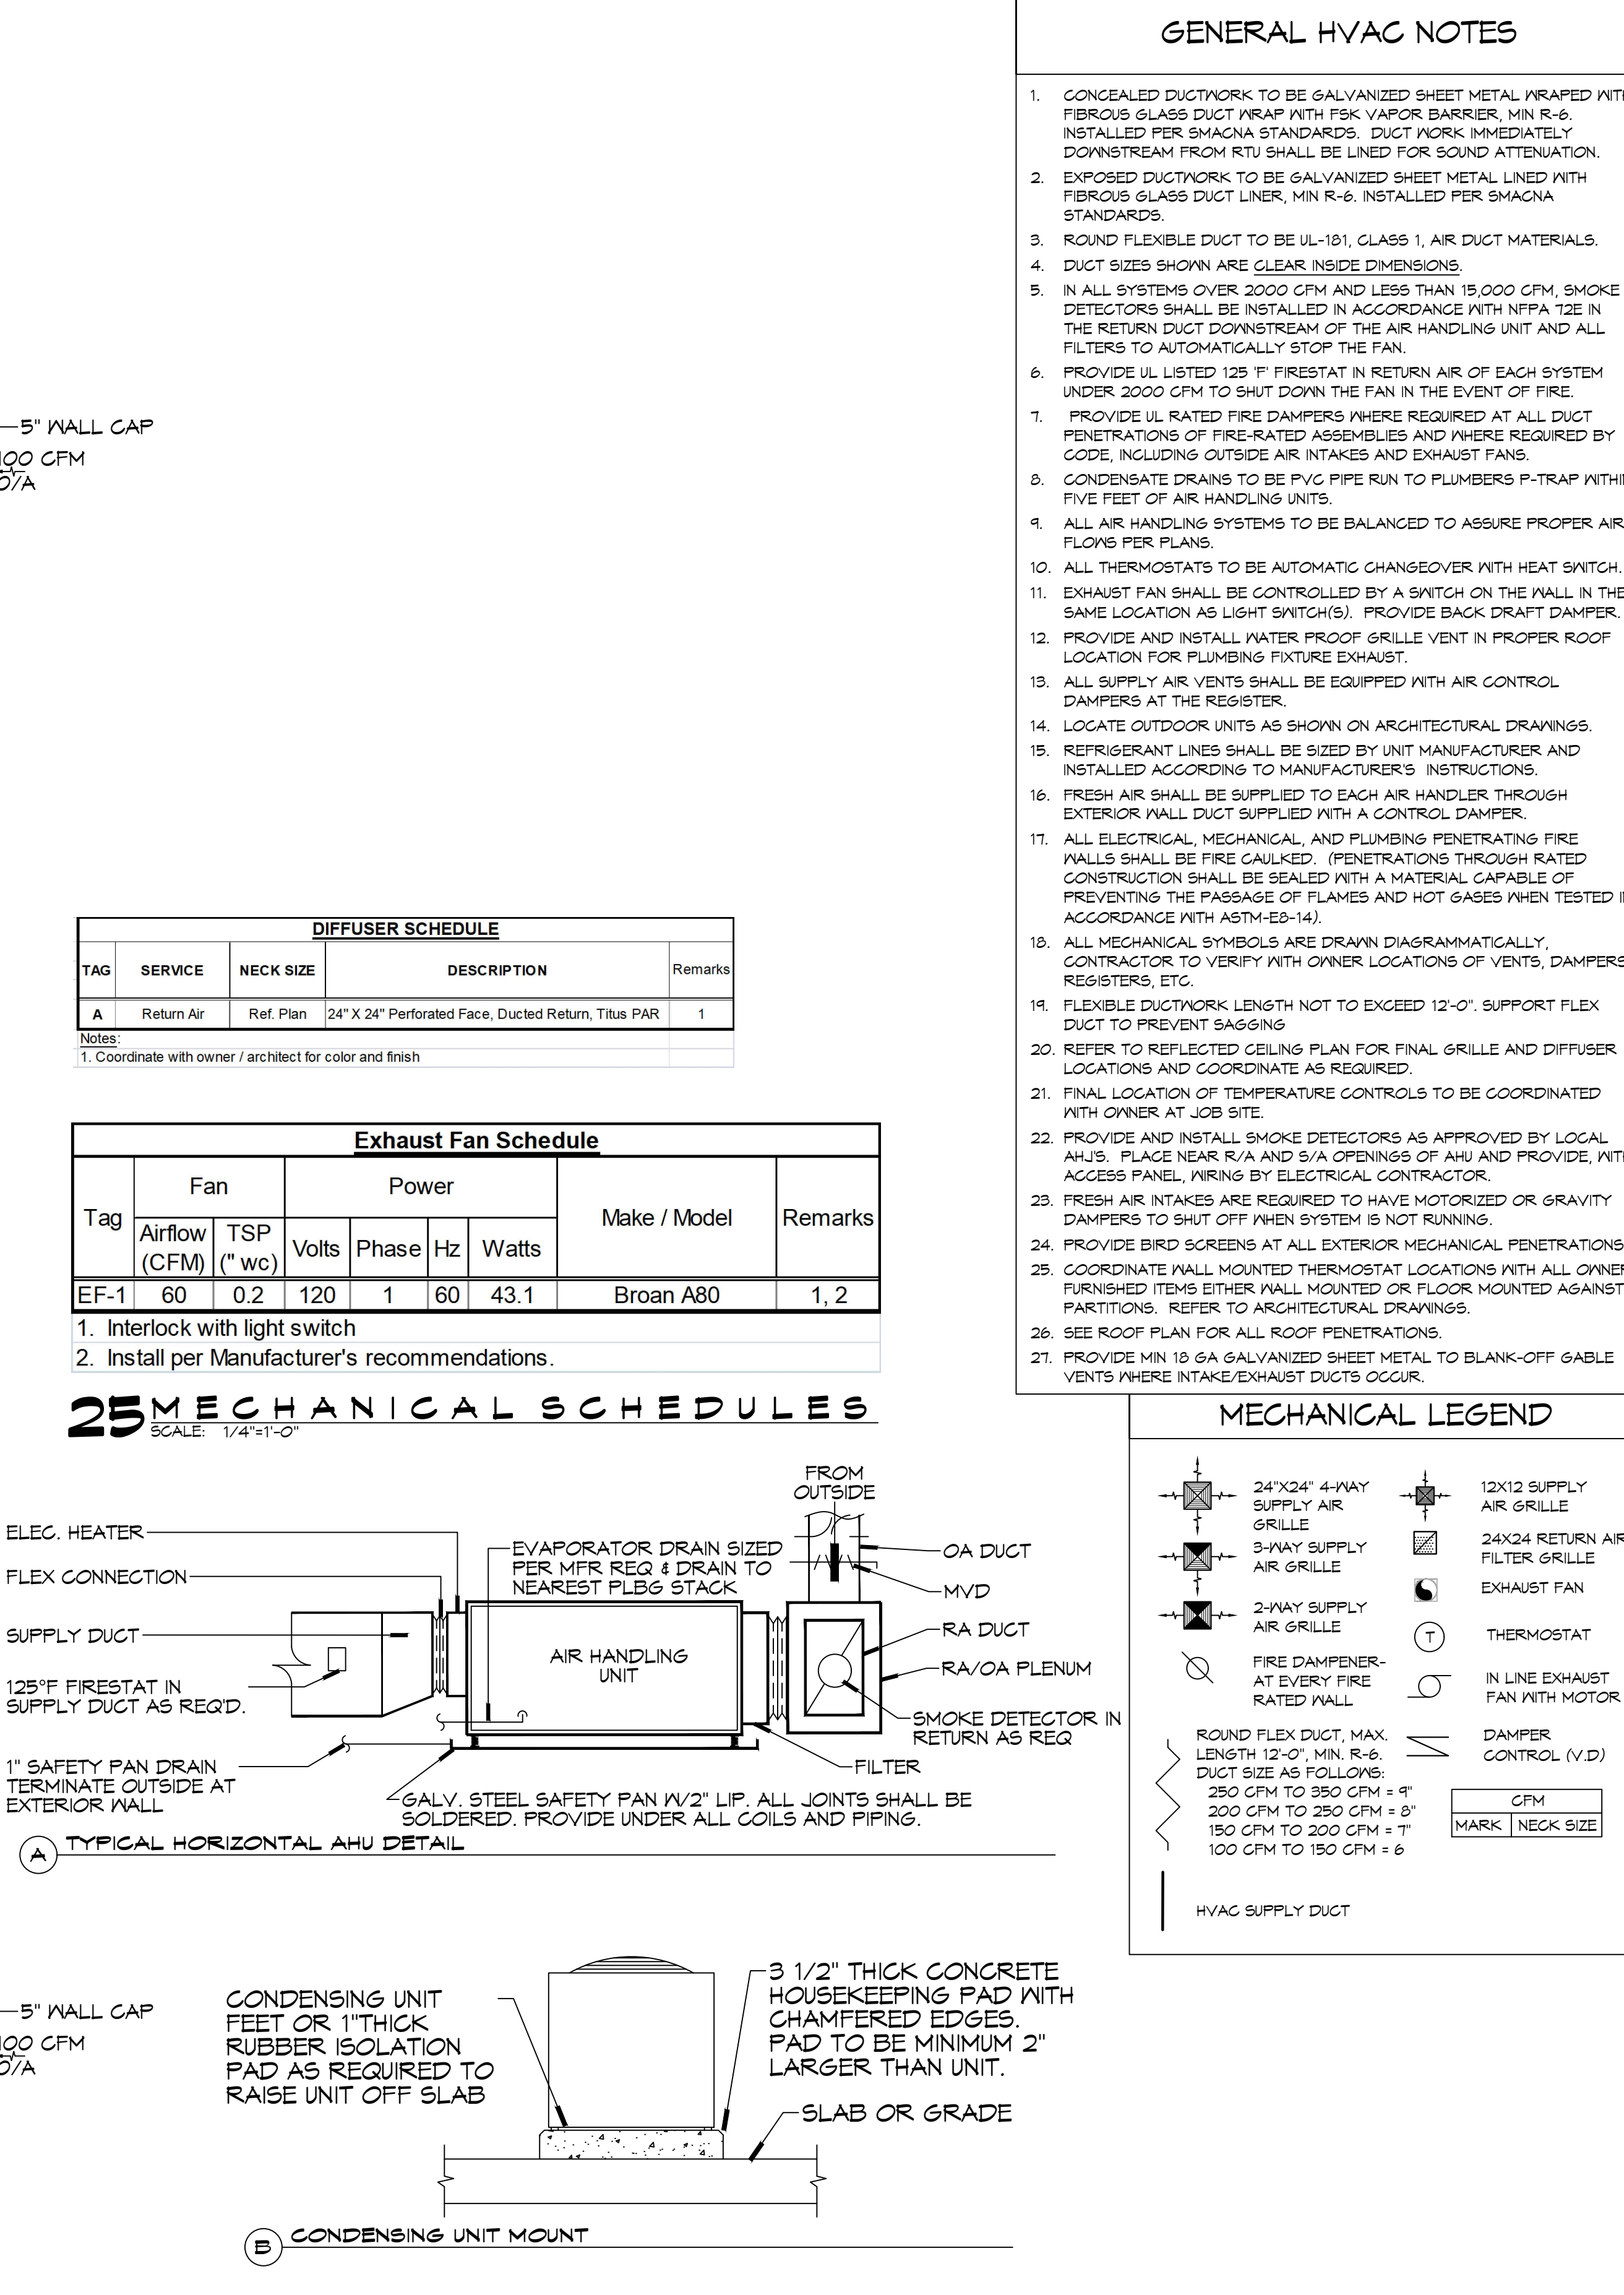 GENERAL HVAC NOTES
1. CONCEALED DUCTWORK TO BE GALVANIZED SHEET METAL WRAPED WITH
FIBROUS GLASS DUCT WRAP WITH FSK VAPOR BARRIER, MIN R-6.
INSTALLED PER SMACNA STANDARDS. DUCT WORK IMMEDIATELY
DOWNSTREAM FROM RTU SHALL BE LINED FOR SOUND ATTENUATION.
2. EXPOSED DUCTWORK TO BE GALVANIZED SHEET METAL LINED WITH
FIBROUS GLASS DUCT LINER, MIN R-6. INSTALLED PER SMACNA
STANDARDS.
3. ROUND FLEXIBLE DUCT TO BE UL-181, CLASS 1, AIR DUCT MATERIALS.
4. DUCT SIZES SHOWN ARE CLEAR INSIDE DIMENSIONS.
5. IN ALL SYSTEMS OVER 2000 CFM AND LESS THAN 15,000 CFM, SMOKE
DETECTORS SHALL BE INSTALLED IN ACCORDANCE WITH NFPA 72E IN
THE RETURN DUCT DOWNSTREAM OF THE AIR HANDLING UNIT AND ALL
FILTERS TO AUTOMATICALLY STOP THE FAN.
6. PROVIDE UL LISTED 125 'F' FIRESTAT IN RETURN AIR OF EACH SYSTEM
UNDER 2000 CFM TO SHUT DOWN THE FAN IN THE EVENT OF FIRE.
7. PROVIDE UL RATED FIRE DAMPERS WHERE REQUIRED AT ALL DUCT
PENETRATIONS OF FIRE-RATED ASSEMBLIES AND WHERE REQUIRED BY
CODE, INCLUDING OUTSIDE AIR INTAKES AND EXHAUST FANS.
8. CONDENSATE DRAINS TO BE PVC PIPE RUN TO PLUMBERS P-TRAP WITHIN
FIVE FEET OF AIR HANDLING UNITS.
9. ALL AIR HANDLING SYSTEMS TO BE BALANCED TO ASSURE PROPER AIR
FLOWS PER PLANS.
10. ALL THERMOSTATS TO BE AUTOMATIC CHANGEOVER WITH HEAT SWITCH.
11. EXHAUST FAN SHALL BE CONTROLLED BY A SWITCH ON THE WALL IN THE
SAME LOCATION AS LIGHT SWITCH(S). PROVIDE BACK DRAFT DAMPER.
12. PROVIDE AND INSTALL WATER PROOF GRILLE VENT IN PROPER ROOF
LOCATION FOR PLUMBING FIXTURE EXHAUST.
13. ALL SUPPLY AIR VENTS SHALL BE EQUIPPED WITH AIR CONTROL
DAMPERS AT THE REGISTER.
14. LOCATE OUTDOOR UNITS AS SHOWN ON ARCHITECTURAL DRAWINGS.
15. REFRIGERANT LINES SHALL BE SIZED BY UNIT MANUFACTURER AND
INSTALLED ACCORDING TO MANUFACTURER'S INSTRUCTIONS.
16. FRESH AIR SHALL BE SUPPLIED TO EACH AIR HANDLER THROUGH
EXTERIOR WALL DUCT SUPPLIED WITH A CONTROL DAMPER.
17. ALL ELECTRICAL, MECHANICAL, AND PLUMBING PENETRATING FIRE
WALLS SHALL BE FIRE CAULKED. (PENETRATIONS THROUGH RATED
CONSTRUCTION SHALL BE SEALED WITH A MATERIAL CAPABLE OF
PREVENTING THE PASSAGE OF FLAMES AND HOT GASES WHEN TESTED IN
ACCORDANCE WITH ASTM-E8-14).
18. ALL MECHANICAL SYMBOLS ARE DRAWN DIAGRAMMATICALLY,
CONTRACTOR TO VERIFY WITH OWNER LOCATIONS OF VENTS, DAMPERS
REGISTERS, ETC.
19. FLEXIBLE DUCTWORK LENGTH NOT TO EXCEED 12'-0". SUPPORT FLEX
DUCT TO PREVENT SAGGING
20. REFER TO REFLECTED CEILING PLAN FOR FINAL GRILLE AND DIFFUSER
LOCATIONS AND COORDINATE AS REQUIRED.
21. FINAL LOCATION OF TEMPERATURE CONTROLS TO BE COORDINATED
WITH OWNER AT JOB SITE.
22. PROVIDE AND INSTALL SMOKE DETECTORS AS APPROVED BY LOCAL
AHJ'S. PLACE NEAR R/A AND S/A OPENINGS OF AHU AND PROVIDE, WITH
ACCESS PANEL, WIRING BY ELECTRICAL CONTRACTOR.
23. FRESH AIR INTAKES ARE REQUIRED TO HAVE MOTORIZED OR GRAVITY
DAMPERS TO SHUT OFF WHEN SYSTEM IS NOT RUNNING.
24. PROVIDE BIRD SCREENS AT ALL EXTERIOR MECHANICAL PENETRATIONS
25. COORDINATE WALL MOUNTED THERMOSTAT LOCATIONS WITH ALL OWNER
FURNISHED ITEMS EITHER WALL MOUNTED OR FLOOR MOUNTED AGAINST
PARTITIONS. REFER TO ARCHITECTURAL DRAWINGS.
26. SEE ROOF PLAN FOR ALL ROOF PENETRATIONS.
27. PROVIDE MIN 18 GA GALVANIZED SHEET METAL TO BLANK-OFF GABLE
VENTS WHERE INTAKE/EXHAUST DUCTS OCCUR.
5" WALL CAP
100 CFM
O/A
DIFFUSER SCHEDULE
TAG SERVICE NECK SIZE DESCRIPTION Remarks
A Return Air Ref. Plan 24" X 24" Perforated Face, Ducted Return, Titus PAR 1
Notes:
1. Coordinate with owner / architect for color and finish
Exhaust Fan Schedule
Fan Power
Tag Make / Model Remarks
Airflow (CFM) TSP (" wc) Volts Phase Hz Watts
EF-1 60 0.2 120 1 60 43.1 Broan A80 1, 2
1. Interlock with light switch
2. Install per Manufacturer's recommendations.
25 MECHANICAL SCHEDULES
SCALE: 1/4"=1'-0"
FROM
OUTSIDE
ELEC. HEATER
FLEX CONNECTION
SUPPLY DUCT
125°F FIRESTAT IN
SUPPLY DUCT AS REQ'D.
1" SAFETY PAN DRAIN
TERMINATE OUTSIDE AT
EXTERIOR WALL
EVAPORATOR DRAIN SIZED
PER MFR REQ & DRAIN TO
NEAREST PLBG STACK
AIR HANDLING
UNIT
OA DUCT
MVD
RA DUCT
RA/OA PLENUM
SMOKE DETECTOR IN
RETURN AS REQ
FILTER
GALV. STEEL SAFETY PAN W/2" LIP. ALL JOINTS SHALL BE
SOLDERED. PROVIDE UNDER ALL COILS AND PIPING.
A TYPICAL HORIZONTAL AHU DETAIL
MECHANICAL LEGEND
24"X24" 4-WAY
SUPPLY AIR
GRILLE
3-WAY SUPPLY
AIR GRILLE
2-WAY SUPPLY
AIR GRILLE
FIRE DAMPENER-
AT EVERY FIRE
RATED WALL
ROUND FLEX DUCT, MAX.
LENGTH 12'-0", MIN. R-6.
DUCT SIZE AS FOLLOWS:
250 CFM TO 350 CFM = 9"
200 CFM TO 250 CFM = 8"
150 CFM TO 200 CFM = 7"
100 CFM TO 150 CFM = 6
HVAC SUPPLY DUCT
12X12 SUPPLY
AIR GRILLE
24X24 RETURN AIR
FILTER GRILLE
EXHAUST FAN
T THERMOSTAT
IN LINE EXHAUST
FAN WITH MOTOR
DAMPER
CONTROL (V.D)
CFM
MARK NECK SIZE
5" WALL CAP
100 CFM
O/A
CONDENSING UNIT
FEET OR 1"THICK
RUBBER ISOLATION
PAD AS REQUIRED TO
RAISE UNIT OFF SLAB
3 1/2" THICK CONCRETE
HOUSEKEEPING PAD WITH
CHAMFERED EDGES.
PAD TO BE MINIMUM 2"
LARGER THAN UNIT.
SLAB OR GRADE
B CONDENSING UNIT MOUNT